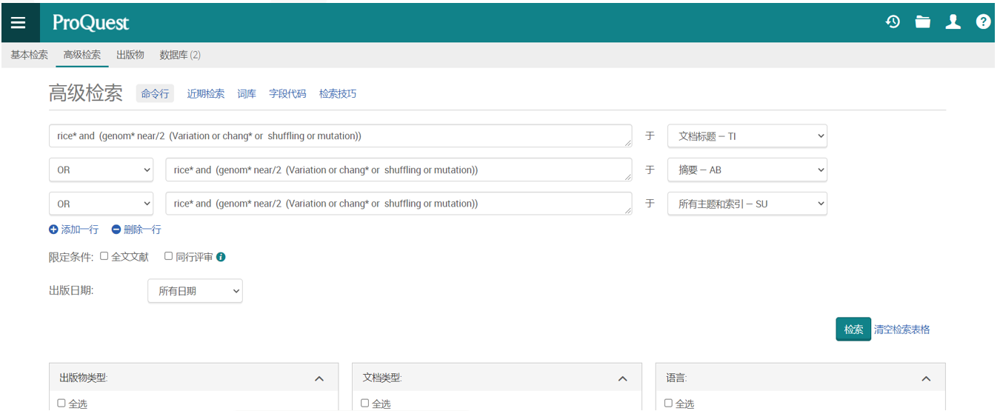 ProQuest
基本检索 高级检索 出版物 数据库 (2)
高级检索 命令行 近期检索 词库 字段代码 检索技巧
rice* and (genom* near/2 (Variation or chang* or shuffling or mutation)) 于 文档标题 – TI
OR rice* and (genom* near/2 (Variation or chang* or shuffling or mutation)) 于 摘要 – AB
OR rice* and (genom* near/2 (Variation or chang* or shuffling or mutation)) 于 所有主题和索引 – SU
添加一行 删除一行
限定条件: 全文文献 同行评审
出版日期: 所有日期
检索 清空检索表格
出版物类型: 文档类型: 语言:
全选 全选 全选